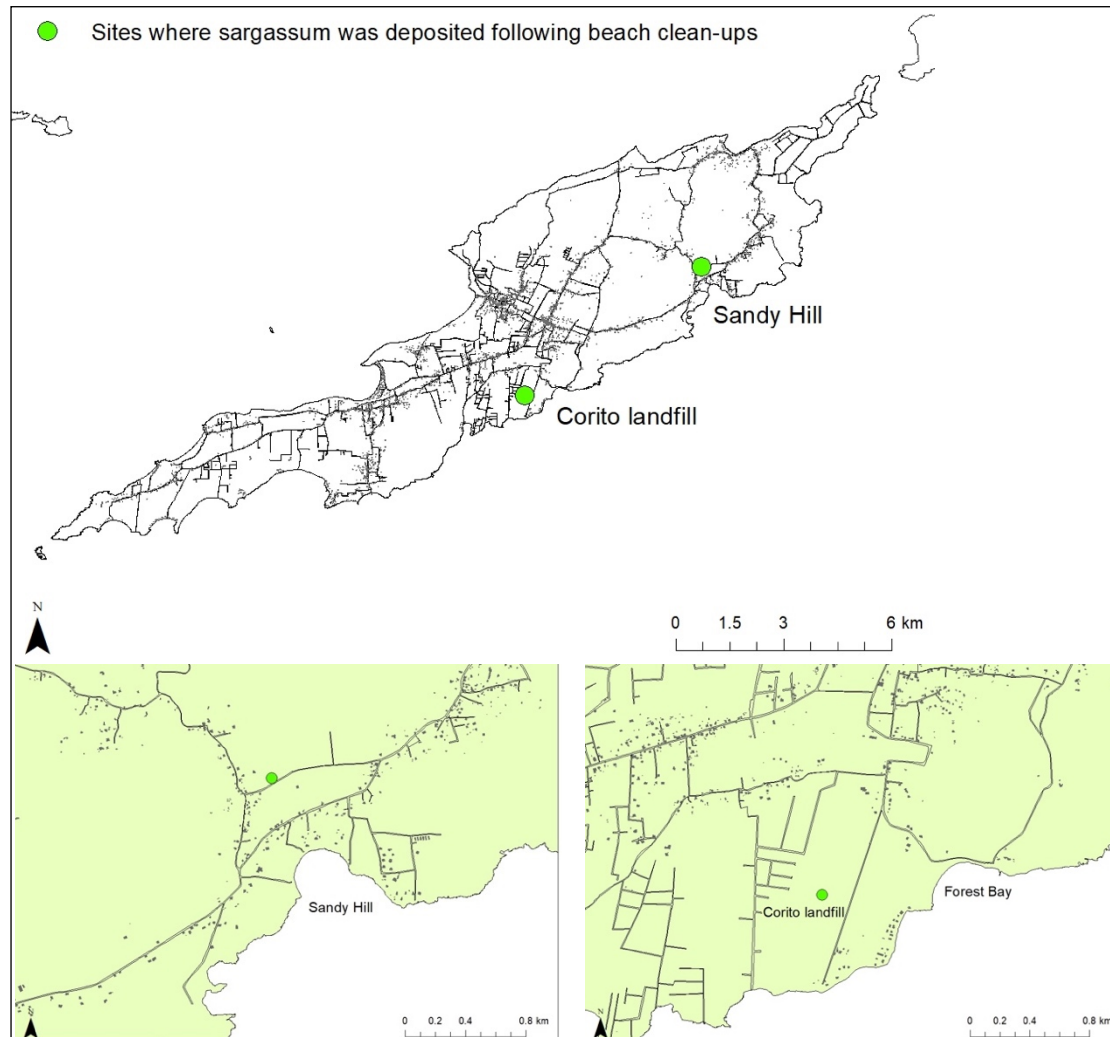 Sites where sargassum was deposited following beach clean-ups
Sandy Hill
Corito landfill
N
0 1.5 3 6 km
Sandy Hill
0 0.2 0.4 0.8 km
Forest Bay
Corito landfill
N
0 0.2 0.4 0.8 km